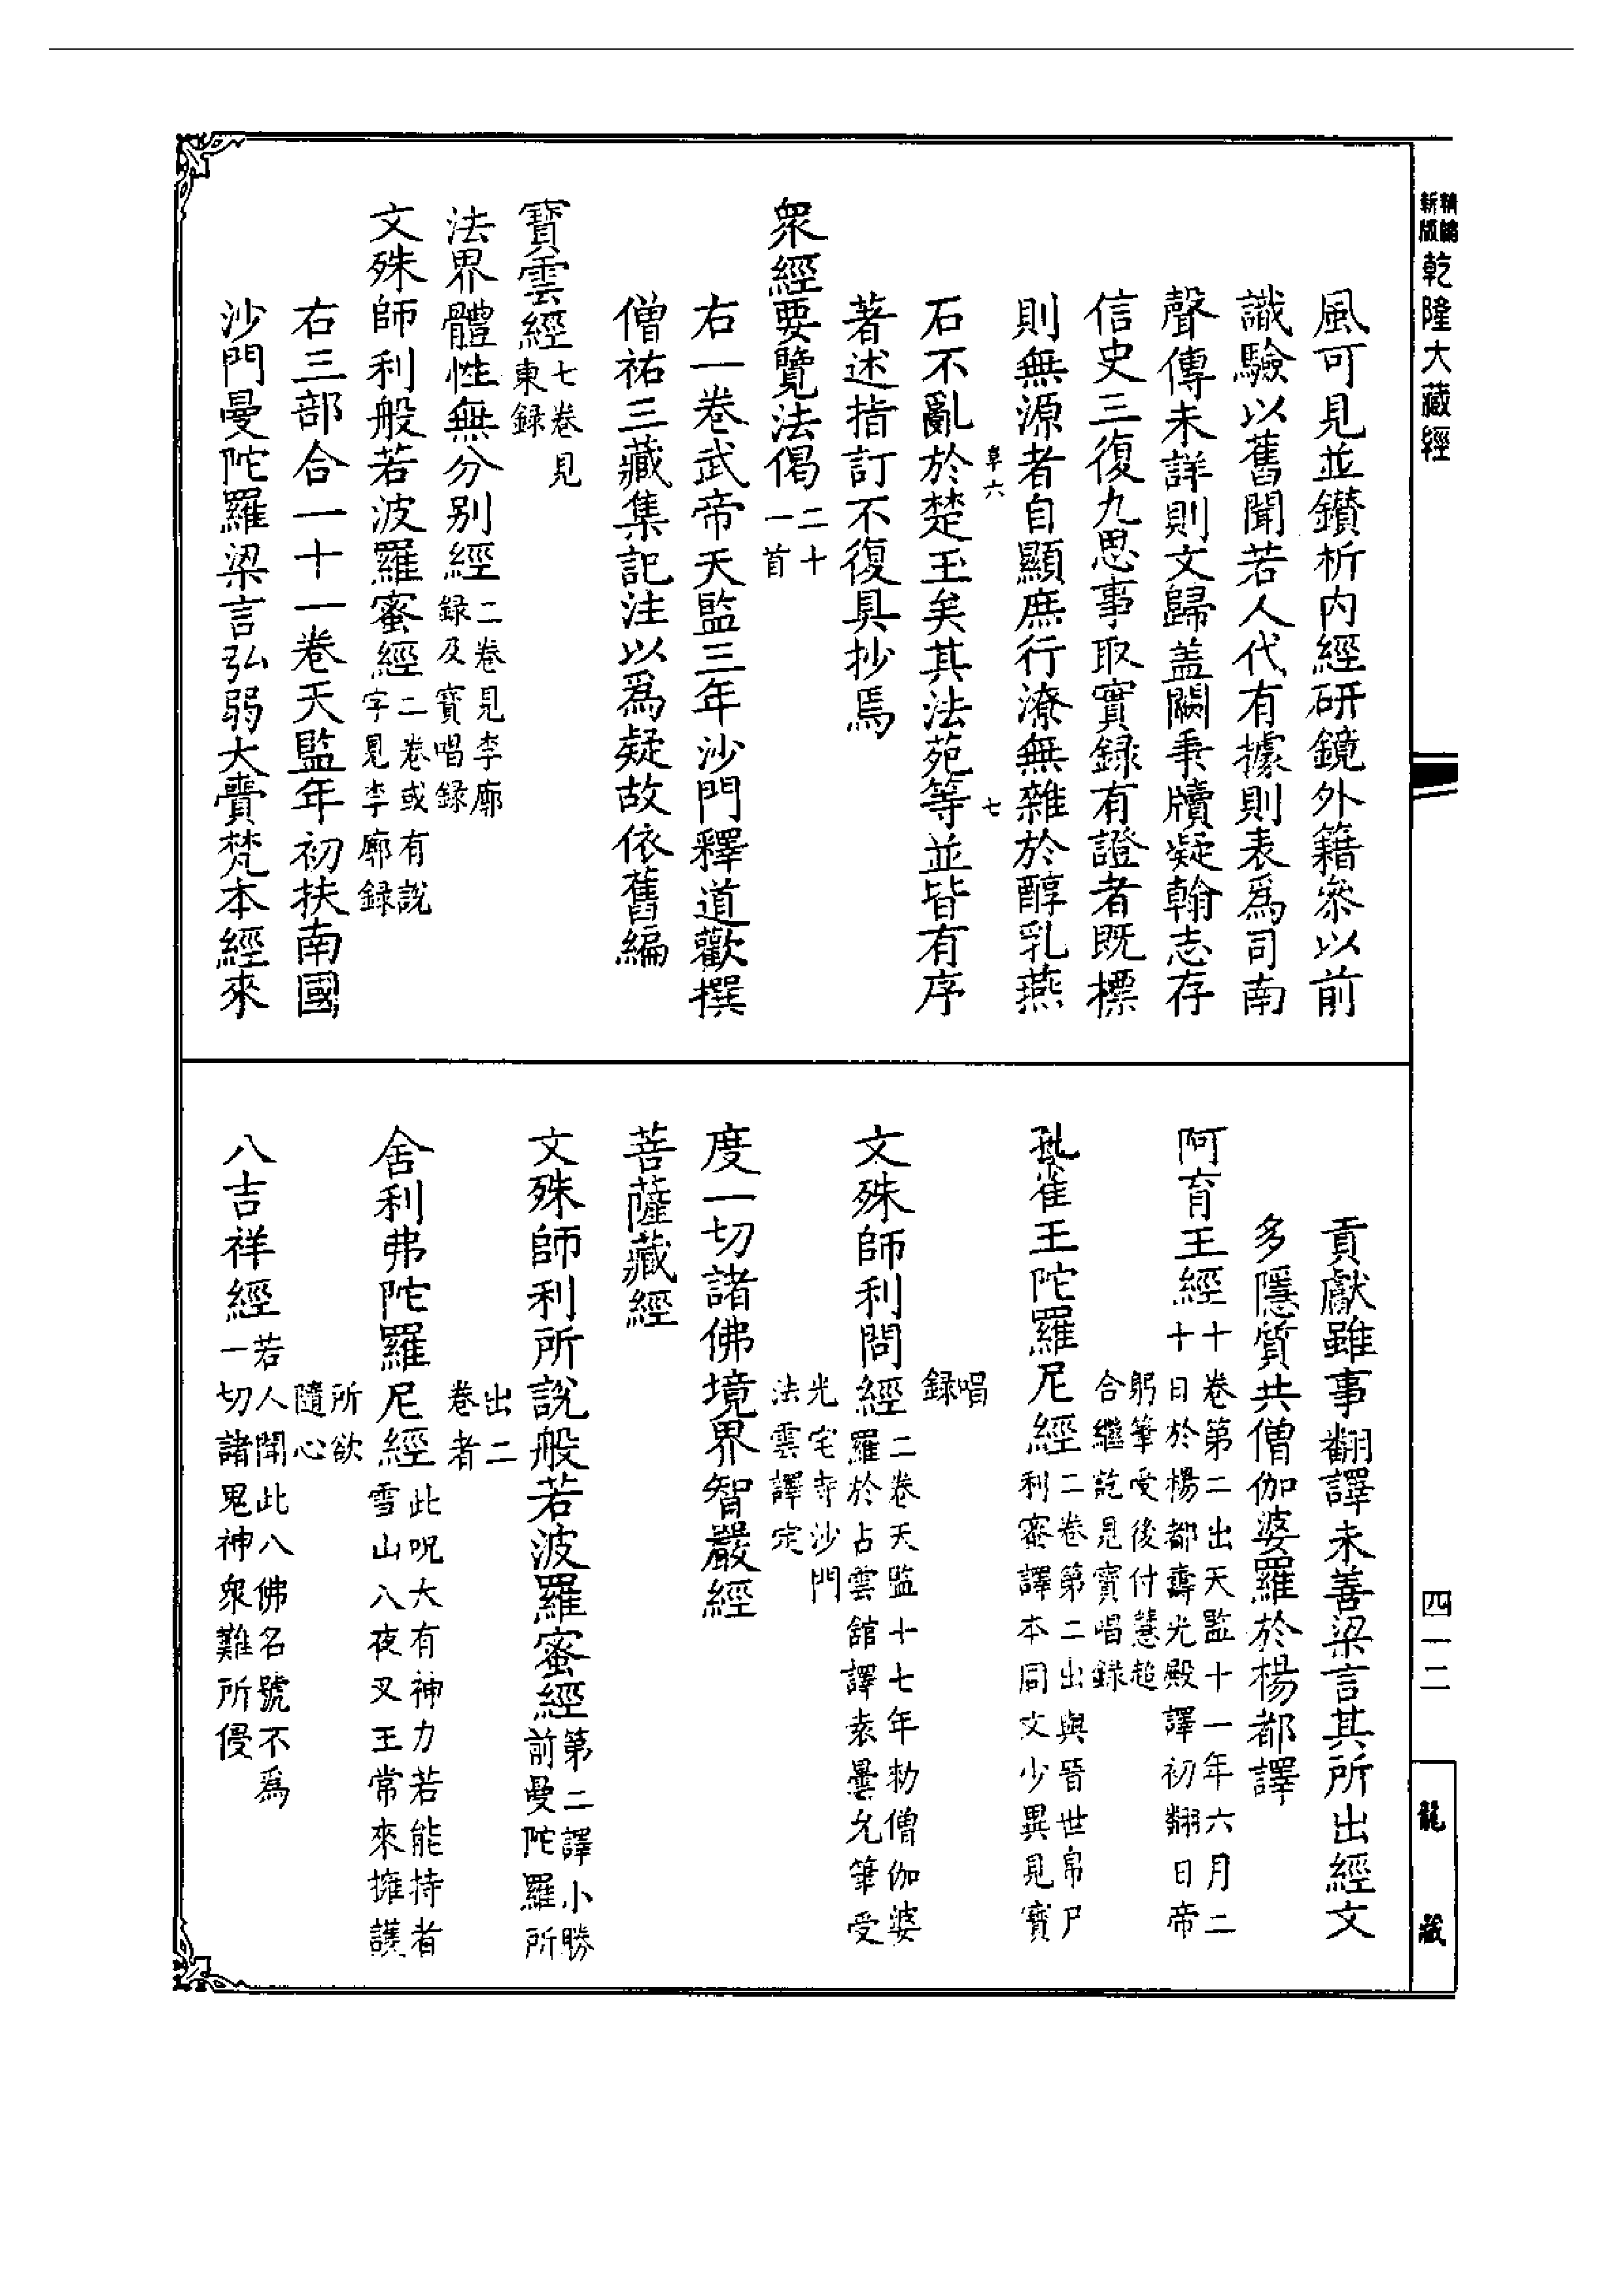 精編
新版
乾隆大藏經
風可見並鑽析內經研鏡外籍叅以前
識驗以舊聞若人代有據則表爲司南
聲傳未詳則文歸盖闕秉牘凝翰志存
信史三復九思事取實録有證者既標
則無源者自顯庶行潦無雜於醇乳燕
阜六
七
石不亂於楚玉矣其法苑等並皆有序
著述指訂不復具抄焉
衆經要覽法偈二十
一首
右一卷武帝天監三年沙門釋道歡撰
僧祐三藏集記注以爲疑故依舊編
寶雲經七卷見
東録
法界體性無分别經二卷見李廓
録及寶唱録
文殊師利般若波羅蜜經二卷或有說
字見李廓録
右三部合一十一卷天監年初扶南國
沙門曼陀羅梁言弘弱大賷梵本經來
貢獻雖事翻譯未善梁言其所出經文
多隱質共僧伽婆羅於楊都譯
阿育王經十卷第二出天監十一年六月二
十日於楊都壽光殿譯初翻日帝
躬筆受後付慧超
合繼訖見寶唱録
孔雀王陀羅尼經二卷第二出與晉世帛尸
利蜜譯本同文少異見寶
唱
録
文殊師利問經二卷天監十七年勑僧伽婆
羅於占雲館譯袁曇允筆受
光宅寺沙門
法雲譯定
度一切諸佛境界智嚴經
菩薩藏經
文殊師利所說般若波羅蜜經第二譯小勝
前曼陀羅所
出二
卷者
舍利弗陀羅尼經此呪大有神力若能持者
雪山八夜叉王常來擁護
所欲
隨心
八吉祥經若人聞此八佛名號不爲
一切諸鬼神衆難所侵
四一二
龍藏